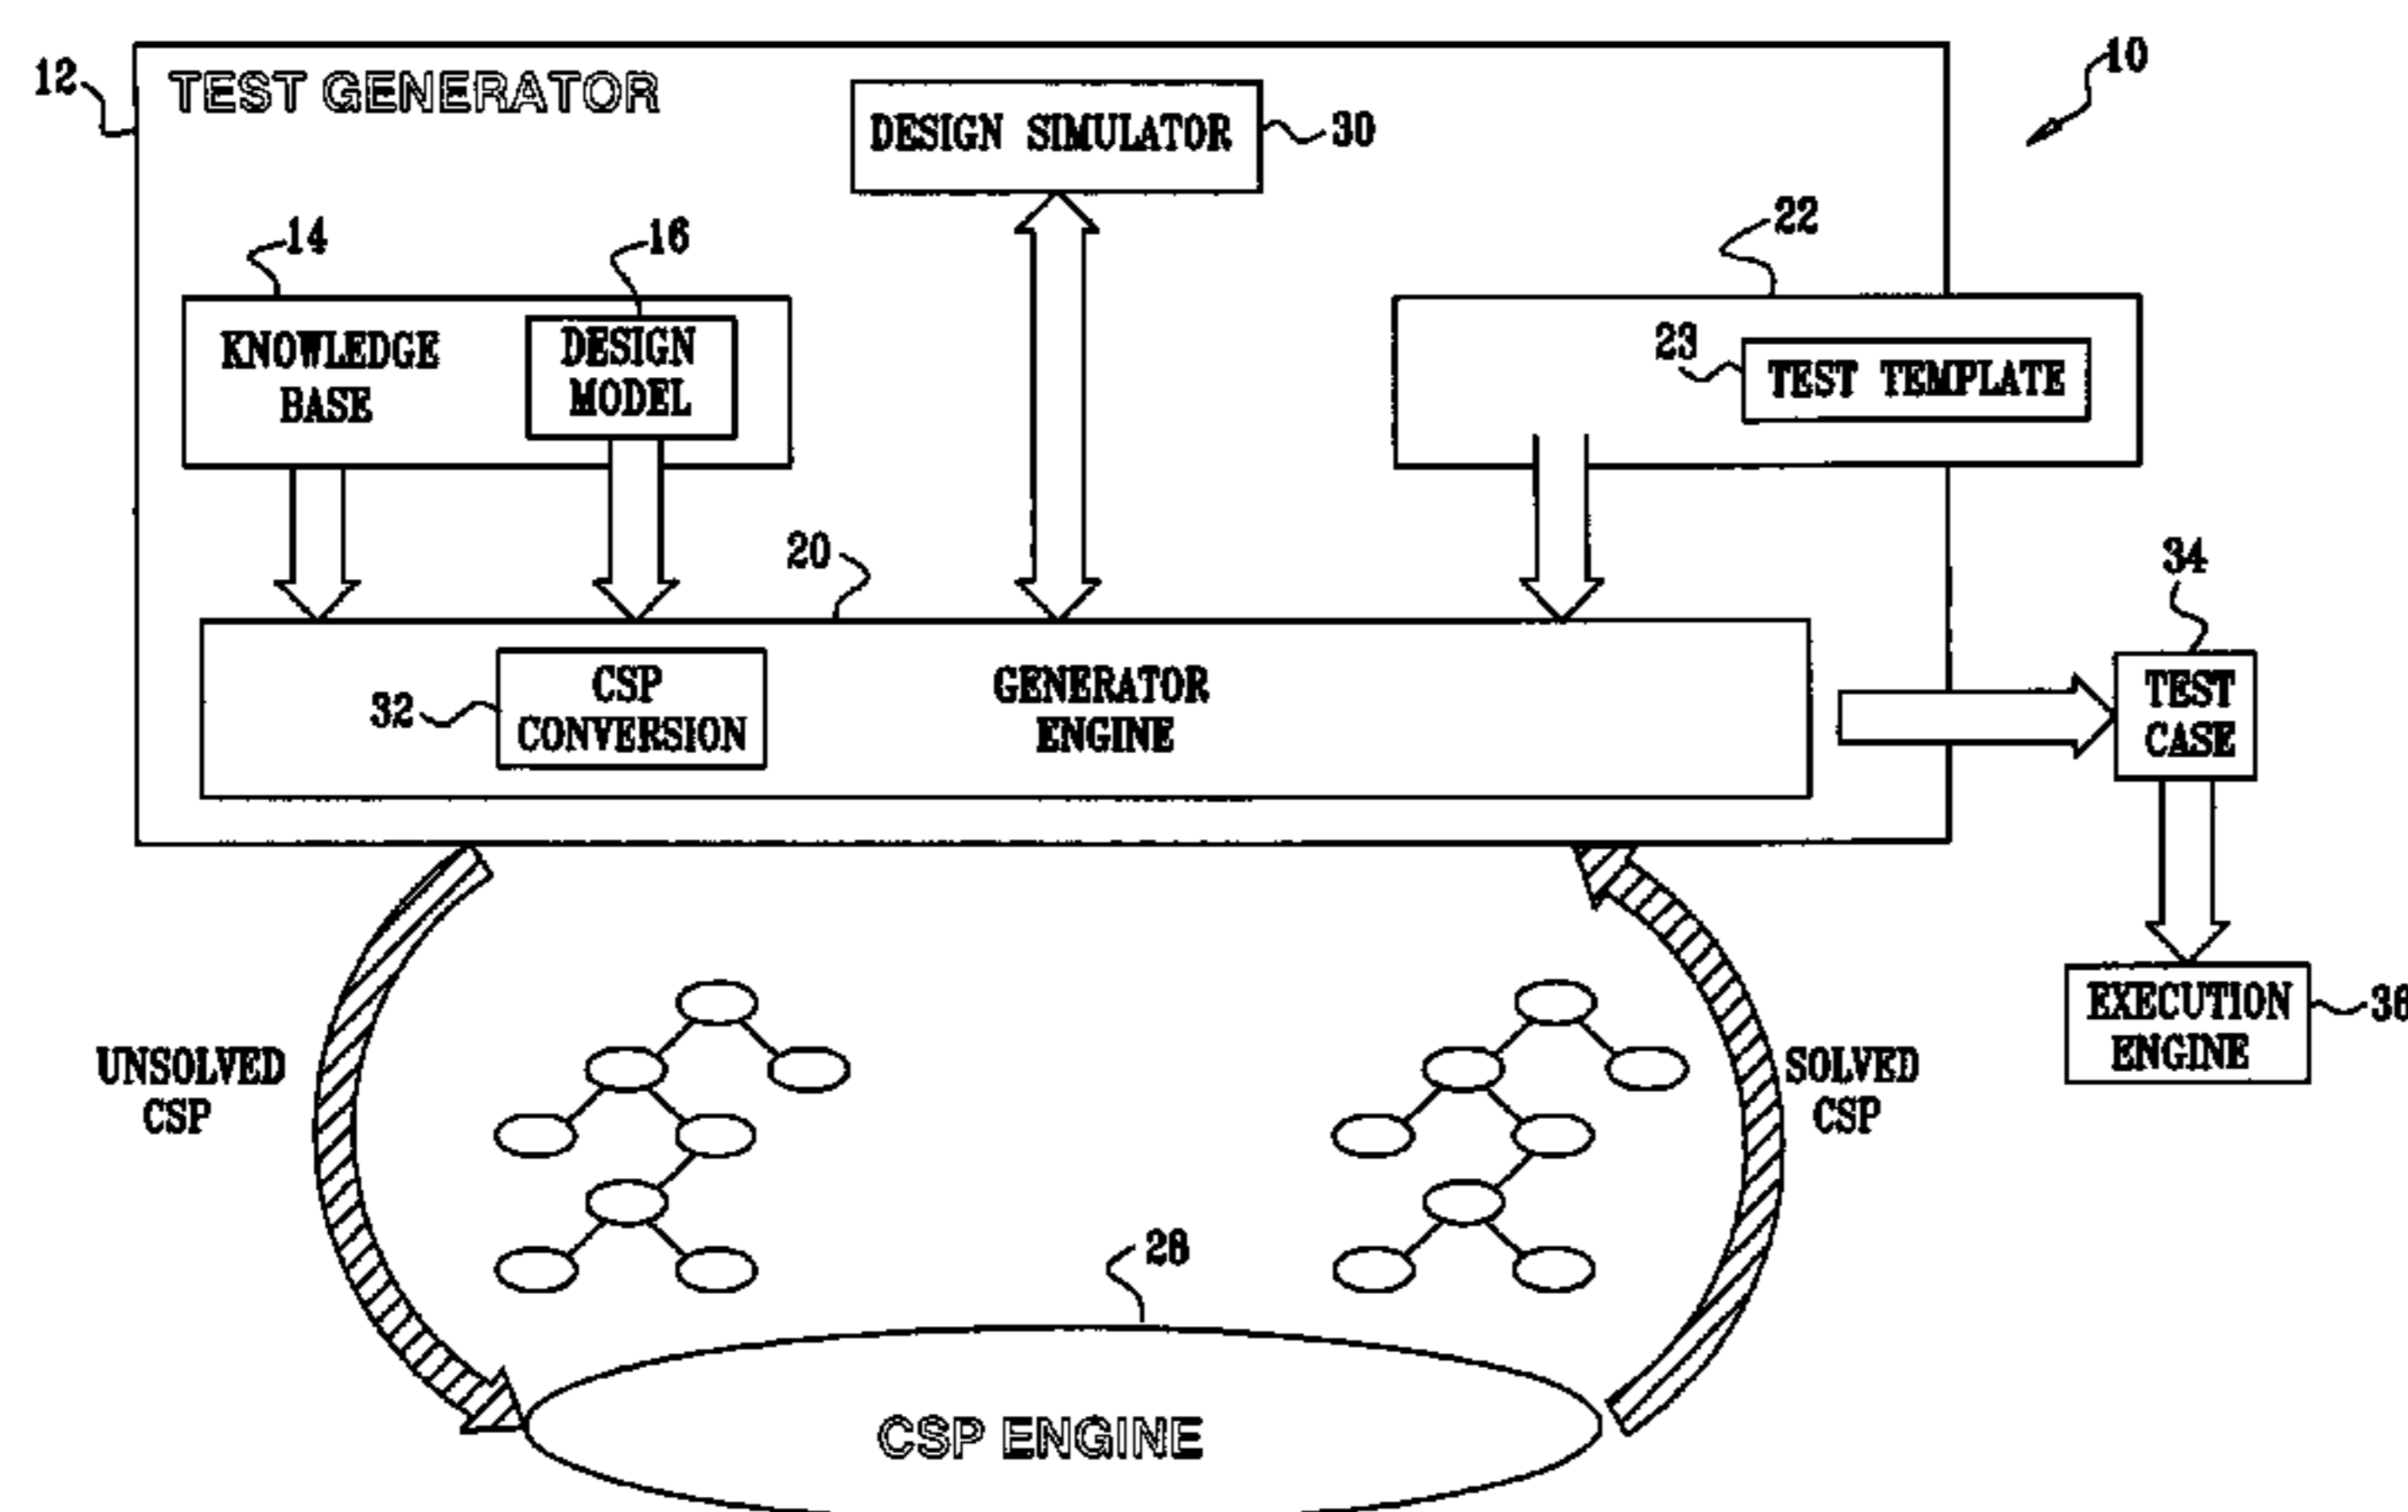 12
TEST GENERATOR
10
DESIGN SIMULATOR
30
14
16
22
KNOWLEDGE
BASE
DESIGN
MODEL
23
TEST TEMPLATE
20
34
32
CSP
CONVERSION
GENERATOR
ENGINE
TEST
CASE
UNSOLVED
CSP
SOLVED
CSP
EXECUTION
ENGINE
28
CSP ENGINE